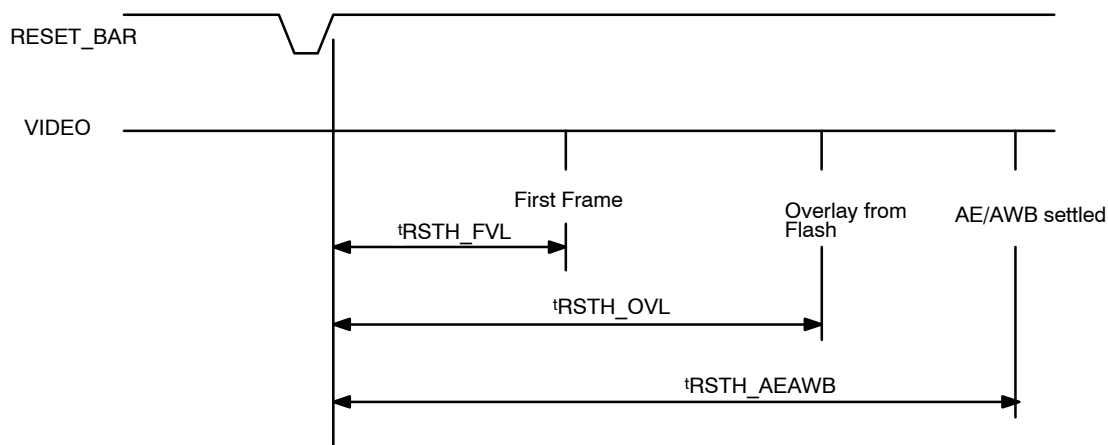 RESET_BAR
VIDEO
First Frame
Overlay from
Flash
AE/AWB settled
tRSTH_FVL
tRSTH_OVL
tRSTH_AEAWB